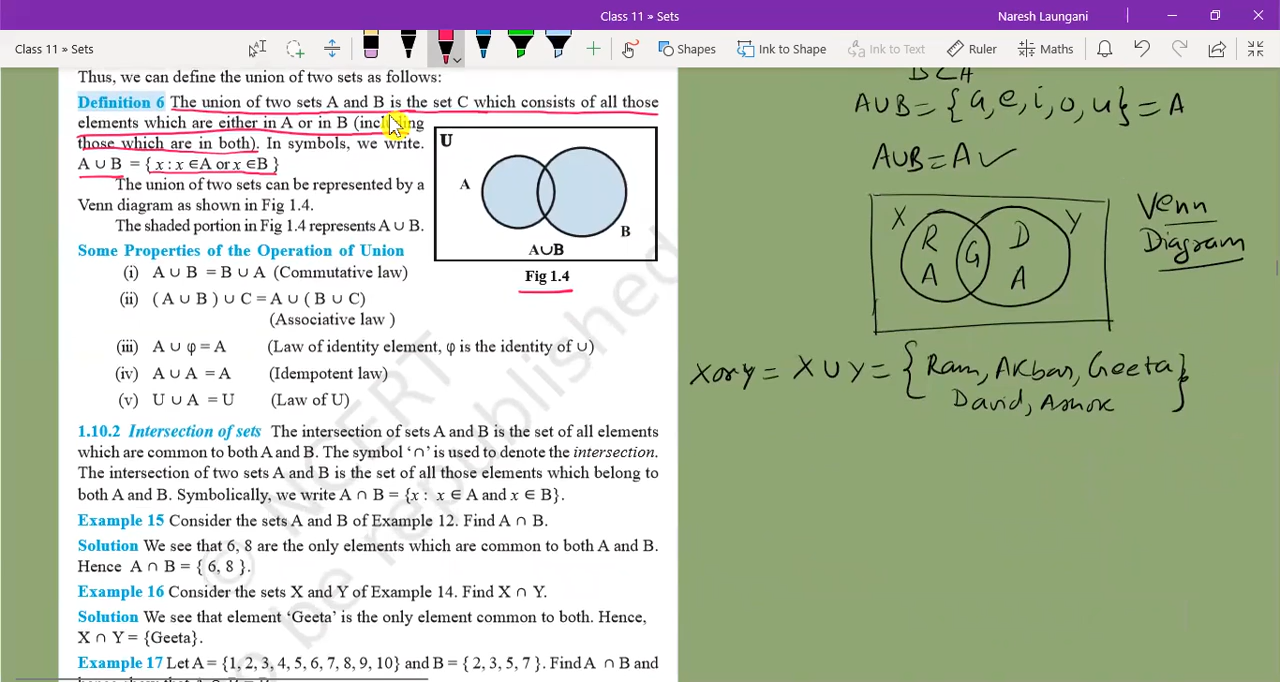 Class 11 » Sets
Naresh Laungani
Class 11 » Sets
Shapes
Ink to Shape
Ink to Text
Ruler
Maths
Thus, we can define the union of two sets as follows:
Definition 6 The union of two sets A and B is the set C which consists of all those
elements which are either in A or in B (including
those which are in both). In symbols, we write.
A ∪ B = { x : x ∈A or x ∈B }
The union of two sets can be represented by a
Venn diagram as shown in Fig 1.4.
The shaded portion in Fig 1.4 represents A ∪ B.
U
A
B
A∪B
Fig 1.4
Some Properties of the Operation of Union
(i) A ∪ B = B ∪ A (Commutative law)
(ii) ( A ∪ B ) ∪ C = A ∪ ( B ∪ C)
(Associative law )
(iii) A ∪ φ = A (Law of identity element, φ is the identity of ∪)
(iv) A ∪ A = A (Idempotent law)
(v) U ∪ A = U (Law of U)
1.10.2 Intersection of sets The intersection of sets A and B is the set of all elements
which are common to both A and B. The symbol ‘∩’ is used to denote the intersection.
The intersection of two sets A and B is the set of all those elements which belong to
both A and B. Symbolically, we write A ∩ B = {x : x ∈ A and x ∈ B}.
Example 15 Consider the sets A and B of Example 12. Find A ∩ B.
Solution We see that 6, 8 are the only elements which are common to both A and B.
Hence A ∩ B = { 6, 8 }.
Example 16 Consider the sets X and Y of Example 14. Find X ∩ Y.
Solution We see that element ‘Geeta’ is the only element common to both. Hence,
X ∩ Y = {Geeta}.
Example 17 Let A = {1, 2, 3, 4, 5, 6, 7, 8, 9, 10} and B = { 2, 3, 5, 7 }. Find A ∩ B and
© NCERT
be republished
B ⊂ A
A∪B = {a, e, i, o, u} = A
A∪B = A ✓
X
R
A
G
D
A
Y
Venn
Diagram
X or Y = X ∪ Y = {Ram, Akbar, Geeta
David, Ashok}